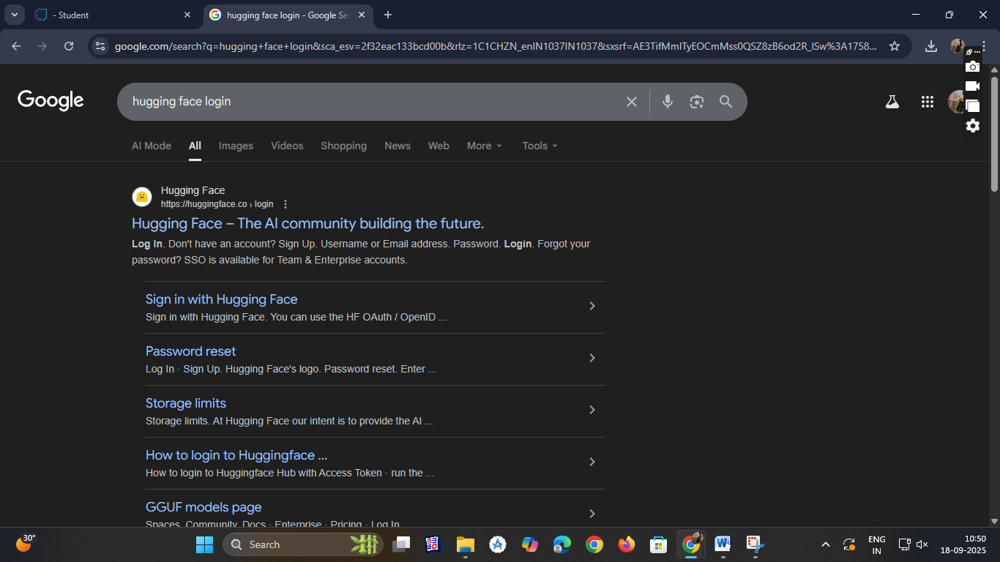 - Student
hugging face login - Google Se
google.com/search?q=hugging+face+login&sca_esv=2f32eac133bcd00b&rlz=1C1CHZN_enIN1037IN1037&sxsrf=AE3TifMmITyEOCmMss0QSZ8zB6od2R_lSw%3A1758...
Google
hugging face login
AI Mode All Images Videos Shopping News Web More Tools
Hugging Face
https://huggingface.co › login
Hugging Face – The AI community building the future.
Log In. Don't have an account? Sign Up. Username or Email address. Password. Login. Forgot your
password? SSO is available for Team & Enterprise accounts.
Sign in with Hugging Face
Sign in with Hugging Face. You can use the HF OAuth / OpenID ...
Password reset
Log In · Sign Up. Hugging Face's logo. Password reset. Enter ...
Storage limits
Storage limits. At Hugging Face our intent is to provide the AI ...
How to login to Huggingface ...
How to login to Huggingface Hub with Access Token · run the ...
GGUF models page
Spaces. Community. Docs · Enterprise · Pricing · Log In
30°
Search
ENG
IN
10:50
18-09-2025